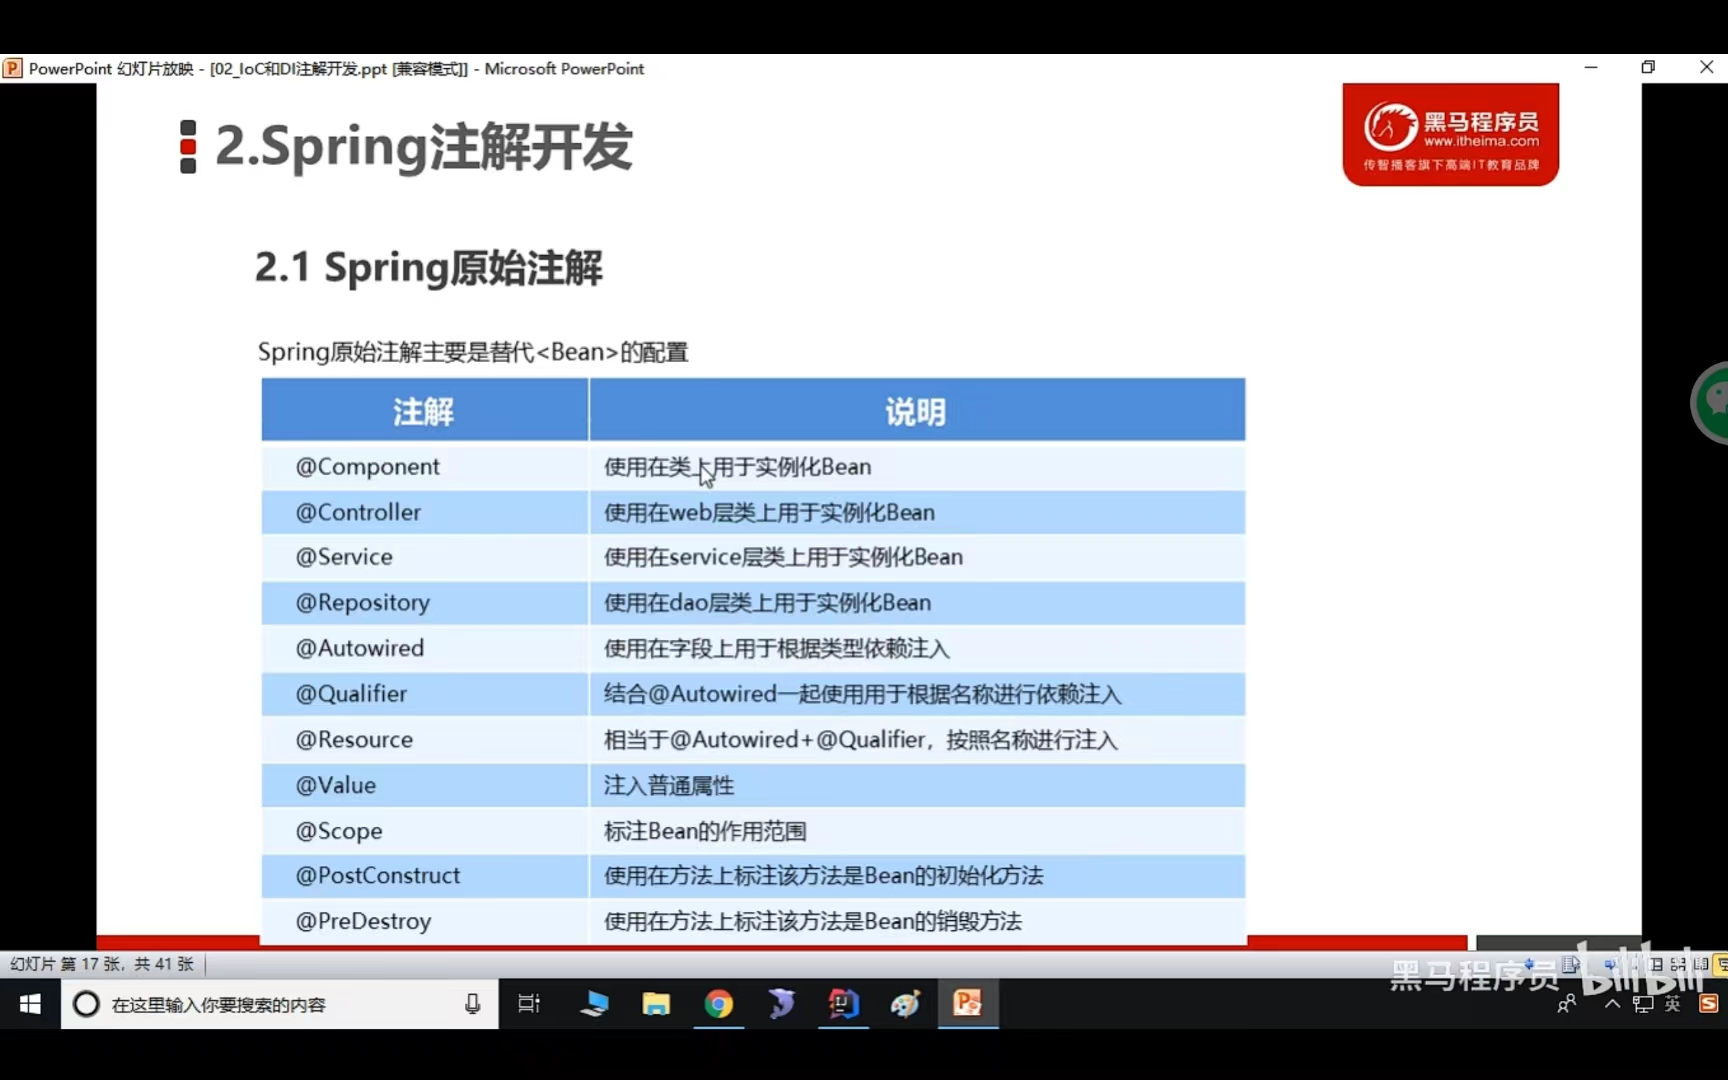 PowerPoint 幻灯片放映 - [02_IoC和DI注解开发.ppt [兼容模式]] - Microsoft PowerPoint
2.Spring注解开发
黑马程序员
www.itheima.com
传智播客旗下高端IT教育品牌
2.1 Spring原始注解
Spring原始注解主要是替代<Bean>的配置
注解 说明
@Component 使用在类上用于实例化Bean
@Controller 使用在web层类上用于实例化Bean
@Service 使用在service层类上用于实例化Bean
@Repository 使用在dao层类上用于实例化Bean
@Autowired 使用在字段上用于根据类型依赖注入
@Qualifier 结合@Autowired一起使用用于根据名称进行依赖注入
@Resource 相当于@Autowired+@Qualifier，按照名称进行注入
@Value 注入普通属性
@Scope 标注Bean的作用范围
@PostConstruct 使用在方法上标注该方法是Bean的初始化方法
@PreDestroy 使用在方法上标注该方法是Bean的销毁方法
幻灯片 第 17 张，共 41 张
黑马程序员 bilibili
在这里输入你要搜索的内容
英